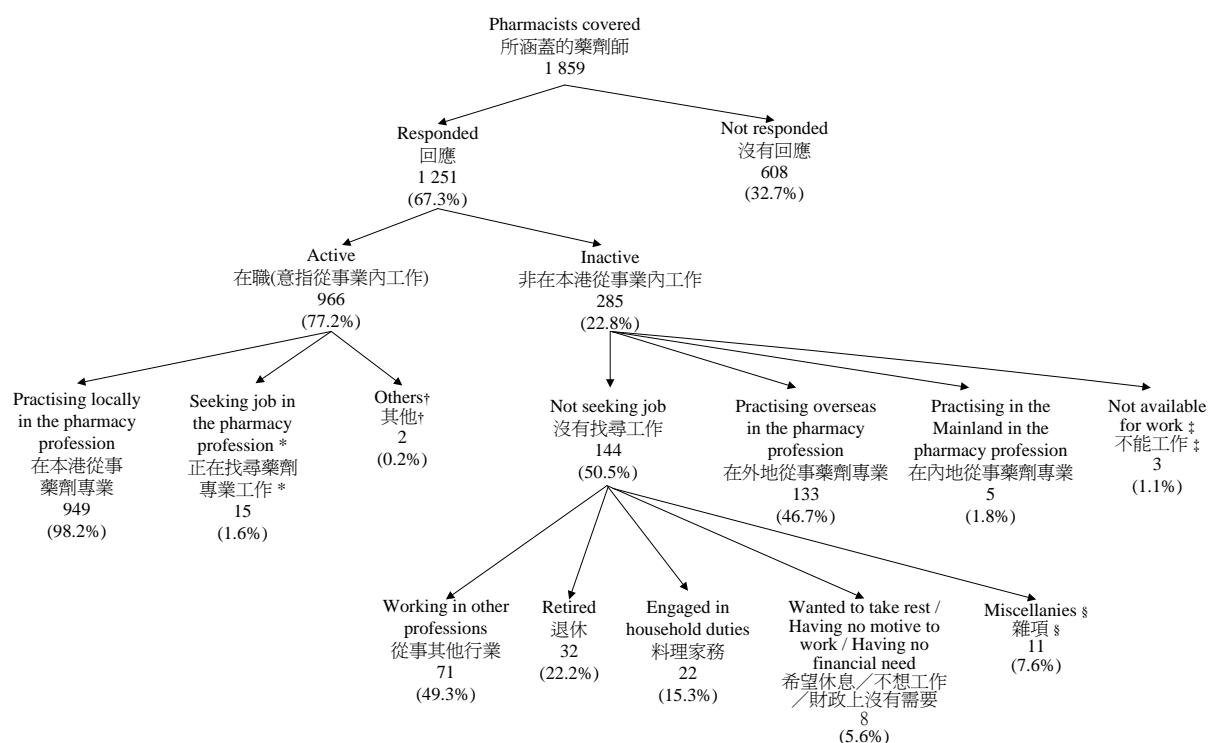 Pharmacists covered
所涵蓋的藥劑師
1 859
Responded
回應
1 251
(67.3%)
Not responded
沒有回應
608
(32.7%)
Active
在職(意指從事業內工作)
966
(77.2%)
Inactive
非在本港從事業內工作
285
(22.8%)
Practising locally
in the pharmacy
profession
在本港從事
藥劑專業
949
(98.2%)
Seeking job in
the pharmacy
profession *
正在找尋藥劑
專業工作 *
15
(1.6%)
Others†
其他†
2
(0.2%)
Not seeking job
沒有找尋工作
144
(50.5%)
Practising overseas
in the pharmacy
profession
在外地從事藥劑專業
133
(46.7%)
Practising in the
Mainland in the
pharmacy profession
在內地從事藥劑專業
5
(1.8%)
Not available
for work ‡
不能工作 ‡
3
(1.1%)
Working in other
professions
從事其他行業
71
(49.3%)
Retired
退休
32
(22.2%)
Engaged in
household duties
料理家務
22
(15.3%)
Wanted to take rest /
Having no motive to
work / Having no
financial need
希望休息／不想工作
／財政上沒有需要
8
(5.6%)
Miscellanies §
雜項 §
11
(7.6%)